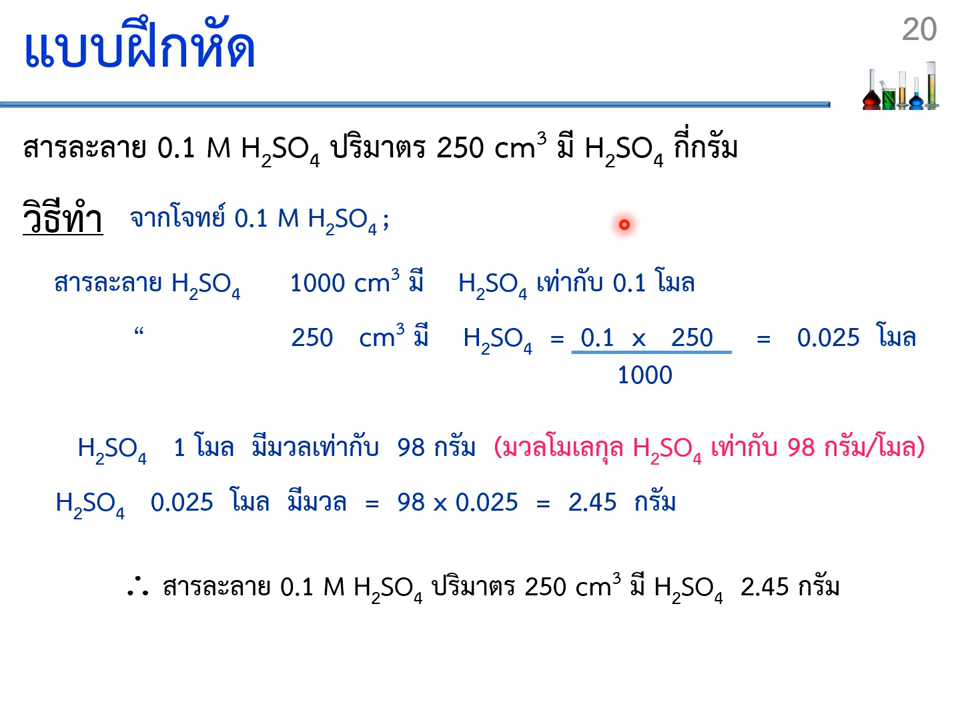 20
แบบฝึกหัด
สารละลาย 0.1 M H₂SO₄ ปริมาตร 250 cm³ มี H₂SO₄ กี่กรัม
วิธีทำ จากโจทย์ 0.1 M H₂SO₄ ;
สารละลาย H₂SO₄ 1000 cm³ มี H₂SO₄ เท่ากับ 0.1 โมล
“ 250 cm³ มี H₂SO₄ = 0.1 x 250 = 0.025 โมล
1000
H₂SO₄ 1 โมล มีมวลเท่ากับ 98 กรัม (มวลโมเลกุล H₂SO₄ เท่ากับ 98 กรัม/โมล)
H₂SO₄ 0.025 โมล มีมวล = 98 x 0.025 = 2.45 กรัม
∴ สารละลาย 0.1 M H₂SO₄ ปริมาตร 250 cm³ มี H₂SO₄ 2.45 กรัม